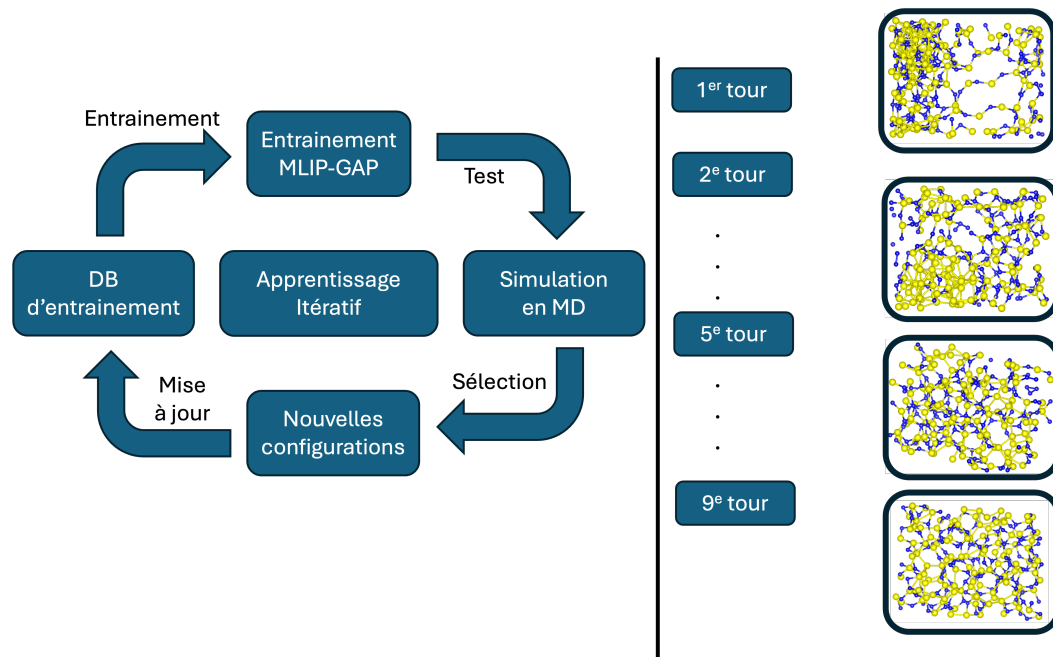 Entrainement
Entrainement
MLIP-GAP
Test
DB
d'entrainement
Apprentissage
Itératif
Simulation
en MD
Mise
à jour
Sélection
Nouvelles
configurations
1er tour
2e tour
.
.
.
5e tour
.
.
.
9e tour